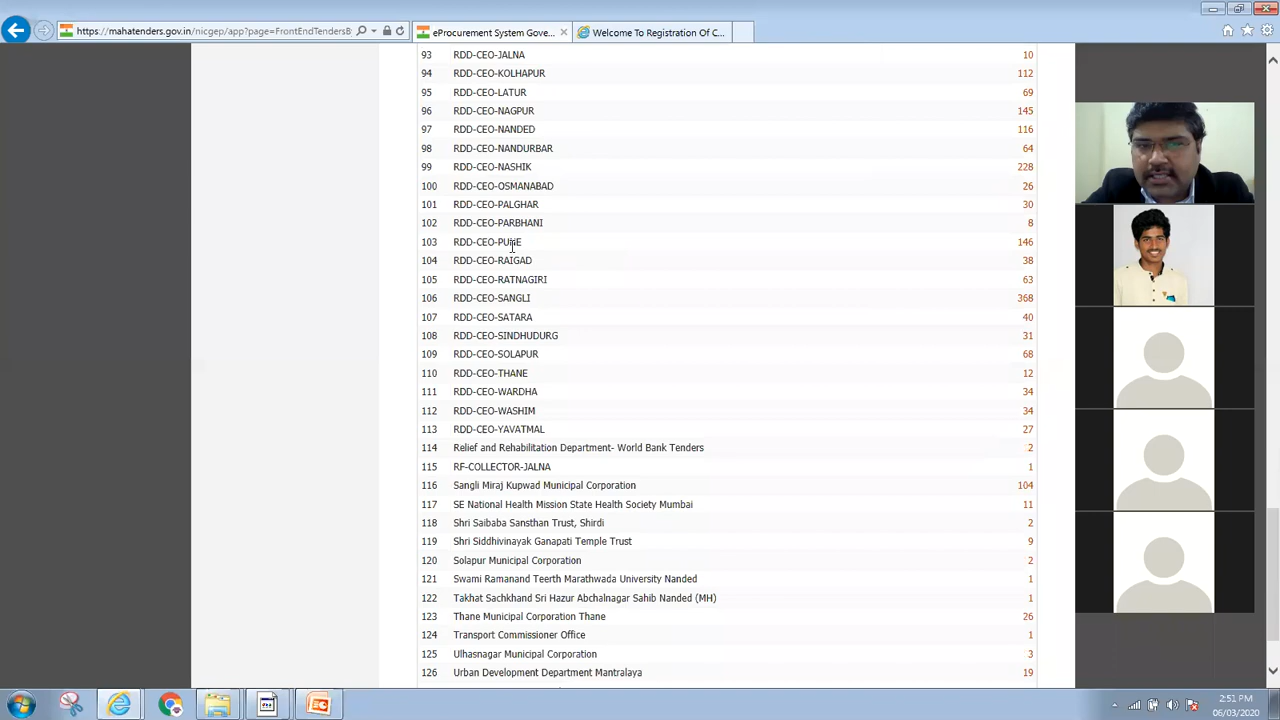 https://mahatenders.gov.in/nicgep/app?page=FrontEndTendersB
eProcurement System Gove...
Welcome To Registration Of C...
93 RDD-CEO-JALNA 10
94 RDD-CEO-KOLHAPUR 112
95 RDD-CEO-LATUR 69
96 RDD-CEO-NAGPUR 145
97 RDD-CEO-NANDED 116
98 RDD-CEO-NANDURBAR 64
99 RDD-CEO-NASHIK 228
100 RDD-CEO-OSMANABAD 26
101 RDD-CEO-PALGHAR 30
102 RDD-CEO-PARBHANI 8
103 RDD-CEO-PUNE 146
104 RDD-CEO-RAIGAD 38
105 RDD-CEO-RATNAGIRI 63
106 RDD-CEO-SANGLI 368
107 RDD-CEO-SATARA 40
108 RDD-CEO-SINDHUDURG 31
109 RDD-CEO-SOLAPUR 68
110 RDD-CEO-THANE 12
111 RDD-CEO-WARDHA 34
112 RDD-CEO-WASHIM 34
113 RDD-CEO-YAVATMAL 27
114 Relief and Rehabilitation Department- World Bank Tenders 2
115 RF-COLLECTOR-JALNA 1
116 Sangli Miraj Kupwad Municipal Corporation 104
117 SE National Health Mission State Health Society Mumbai 11
118 Shri Saibaba Sansthan Trust, Shirdi 2
119 Shri Siddhivinayak Ganapati Temple Trust 9
120 Solapur Municipal Corporation 2
121 Swami Ramanand Teerth Marathwada University Nanded 1
122 Takhat Sachkhand Sri Hazur Abchalnagar Sahib Nanded (MH) 1
123 Thane Municipal Corporation Thane 26
124 Transport Commissioner Office 1
125 Ulhasnagar Municipal Corporation 3
126 Urban Development Department Mantralaya 19
2:51 PM
06/03/2020